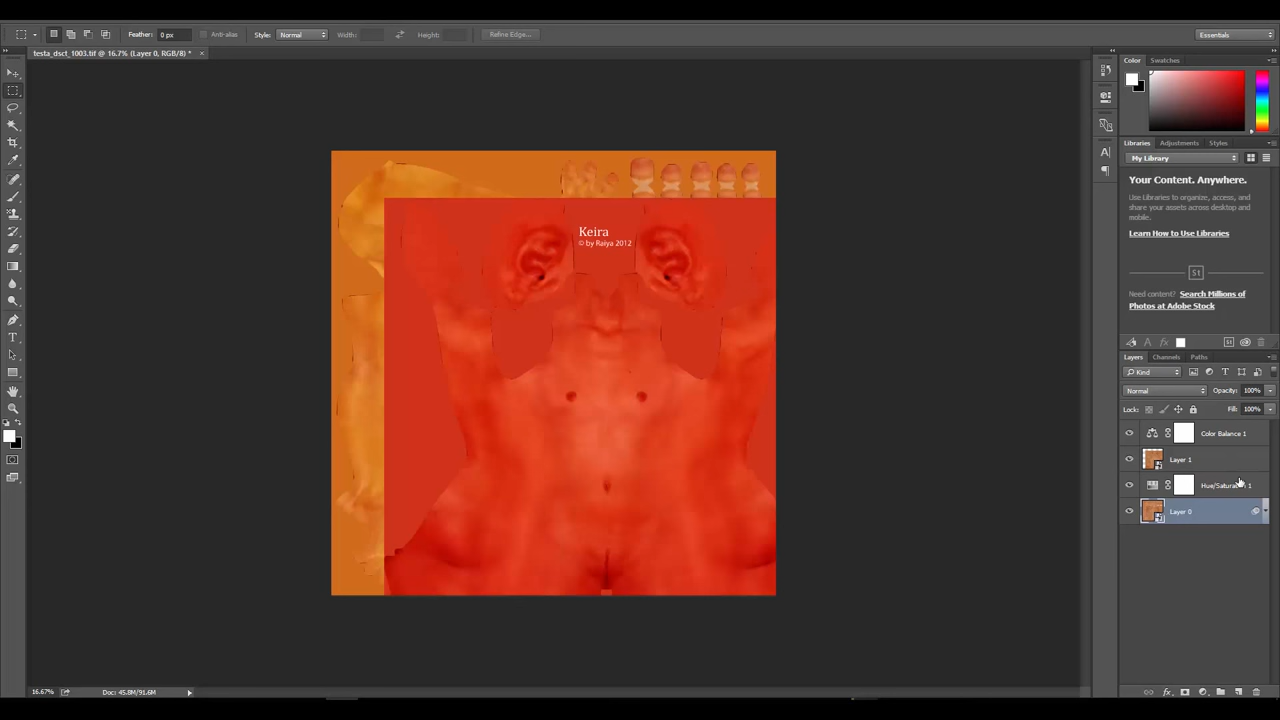 Feather: 0 px Anti-alias Style: Normal Width: Height: Refine Edge... Essentials
testa_dsct_1003.tif @ 16.7% (Layer 0, RGB/8) * ×
Color Swatches
Libraries Adjustments Styles
My Library
Your Content. Anywhere.
Use Libraries to organize, access, and
share your assets across desktop and
mobile.
Learn How to Use Libraries
St
Need content? Search Millions of
Photos at Adobe Stock
Keira
© by Raiya 2012
Layers Channels Paths
Kind
Normal Opacity: 100%
Lock: Fill: 100%
Color Balance 1
Layer 1
Layer 0
16.67% Doc: 45.8M/91.6M